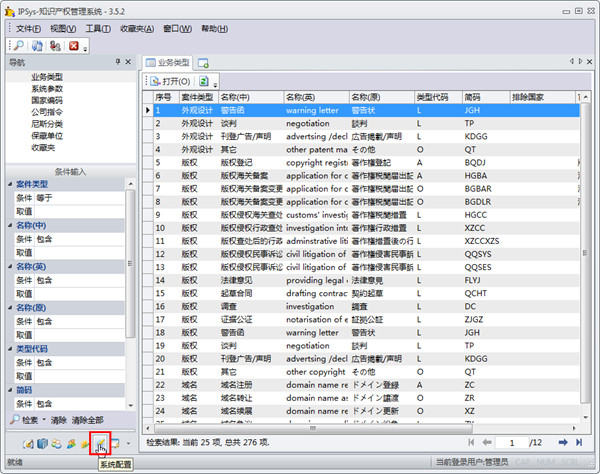 IPSys-知识产权管理系统 - 3.5.2
文件(F) 视图(V) 工具(T) 收藏夹(A) 窗口(W) 帮助(H)
导航
业务类型
系统参数
国家编码
公司指令
尼斯分类
保藏单位
收藏夹
条件输入
案件类型
条件 等于
取值
名称(中)
条件 包含
取值
名称(英)
条件 包含
取值
名称(原)
条件 包含
取值
类型代码
条件 包含
取值
简码
条件 包含
检索 清除 清除全部
系统配置
就绪
业务类型
打开(O)
序号 案件类型 名称(中) 名称(英) 名称(原) 类型代码 简码 排除国家
1 外观设计 警告函 warning letter 警告状 L JGH
2 外观设计 谈判 negotiation 談判 L TP
3 外观设计 刊登广告/声明 advertsing /decl 広告掲載/声明 L KDGG
4 外观设计 其它 other patent ma その他 O QT
5 版权 版权登记 copyright registr 著作権登記 A BQDJ
6 版权 版权海关备案 application for c 著作権税関届出記 A HGBA
7 版权 版权海关备案变更 application for c 著作権税関届出変 O BGBAR
8 版权 版权海关备案变更 application for c 著作権税関届出記 O BGDLR
9 版权 版权侵权海关查处 customs' investig 著作権税関措置 L HGCC
10 版权 版权侵权行政查处 investigation into 著作権行政措置 L XZCC
11 版权 版权查处后的行政 adminstrative liti 著作権措置後の行 L XZCCXZS
12 版权 版权侵权民事诉讼 civil litigation of 著作権侵害民事訴 L QQSYS
13 版权 版权侵权民事诉讼 civil litigation of 著作権侵害民事訴 L QQSES
14 版权 法律意见 providing legal 法律意見 L FLYJ
15 版权 起草合同 drafting contrac 契約起草 L QCHT
16 版权 调查 investigation 調査 L DC
17 版权 证据公证 notarisation of e 証拠公証 L ZJGZ
18 版权 警告函 warning letter 警告状 L JGH
19 版权 谈判 negotiation 談判 L TP
20 版权 刊登广告/声明 advertsing /decl 広告掲載/声明 L KDGG
21 版权 其它 other copyright その他 O QT
22 域名 域名注册 domain name re ドメイン登録 A ZC
23 域名 域名转让 domain name as ドメイン譲渡 O ZR
24 域名 域名续展 domain name re ドメイン更新 O XZ
检索结果: 当前 25 项, 总共 276 项.
1 /12
当前登录用户:管理员 CAP NUM SCRL